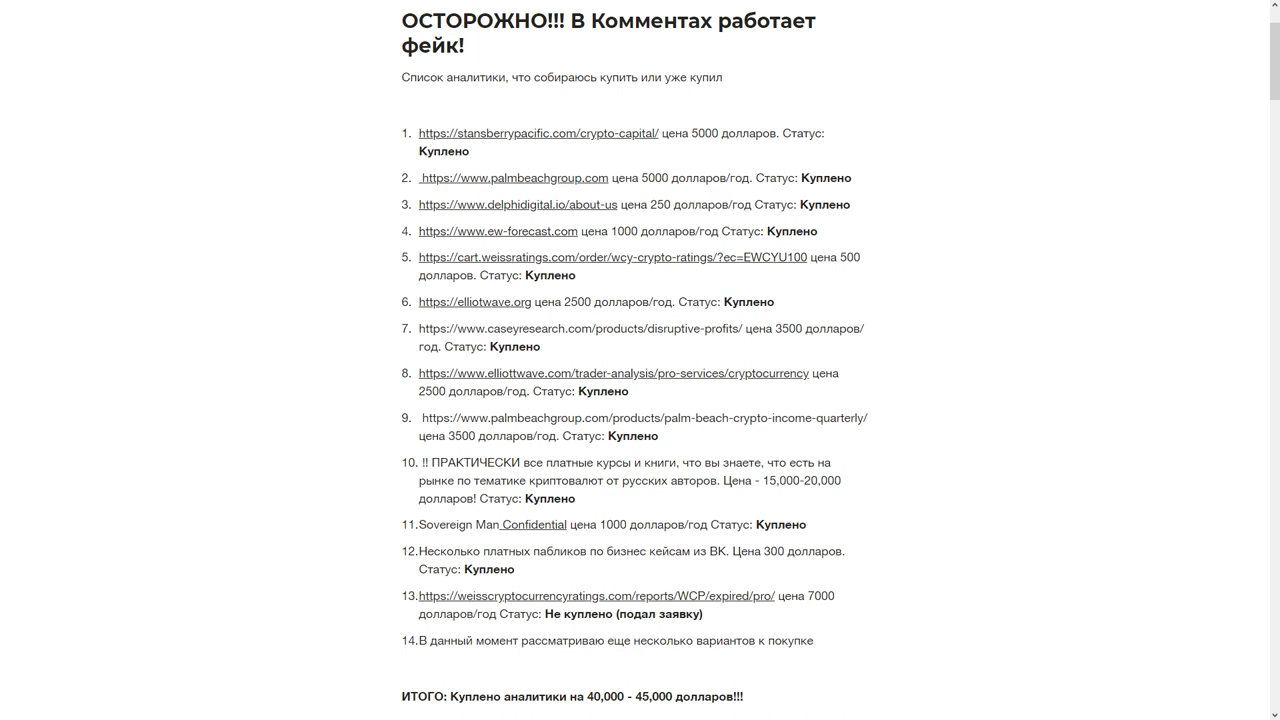 ОСТОРОЖНО!!! В Комментах работает
фейк!
Список аналитики, что собираюсь купить или уже купил
1. https://stansberrypacific.com/crypto-capital/ цена 5000 долларов. Статус:
Куплено
2. https://www.palmbeachgroup.com цена 5000 долларов/год. Статус: Куплено
3. https://www.delphidigital.io/about-us цена 250 долларов/год Статус: Куплено
4. https://www.ew-forecast.com цена 1000 долларов/год Статус: Куплено
5. https://cart.weissratings.com/order/wcy-crypto-ratings/?ec=EWCYU100 цена 500
долларов. Статус: Куплено
6. https://elliotwave.org цена 2500 долларов/год. Статус: Куплено
7. https://www.caseyresearch.com/products/disruptive-profits/ цена 3500 долларов/
год. Статус: Куплено
8. https://www.elliottwave.com/trader-analysis/pro-services/cryptocurrency цена
2500 долларов/год. Статус: Куплено
9. https://www.palmbeachgroup.com/products/palm-beach-crypto-income-quarterly/
цена 3500 долларов/год. Статус: Куплено
10. !! ПРАКТИЧЕСКИ все платные курсы и книги, что вы знаете, что есть на
рынке по тематике криптовалют от русских авторов. Цена - 15,000-20,000
долларов! Статус: Куплено
11.Sovereign Man Confidential цена 1000 долларов/год Статус: Куплено
12.Несколько платных пабликов по бизнес кейсам из ВК. Цена 300 долларов.
Статус: Куплено
13.https://weisscryptocurrencyratings.com/reports/WCP/expired/pro/ цена 7000
долларов/год Статус: Не куплено (подал заявку)
14.В данный момент рассматриваю еще несколько вариантов к покупке
ИТОГО: Куплено аналитики на 40,000 - 45,000 долларов!!!